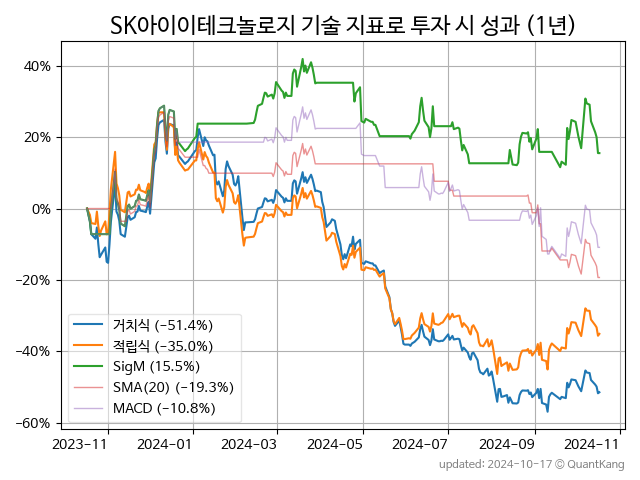 SK아이이테크놀로지 기술 지표로 투자 시 성과 (1년)
40%
20%
0%
−20%
−40%
−60%
거치식 (−51.4%)
적립식 (−35.0%)
SigM (15.5%)
SMA(20) (−19.3%)
MACD (−10.8%)
2023-11
2024-01
2024-03
2024-05
2024-07
2024-09
2024-11
updated: 2024-10-17 © QuantKang